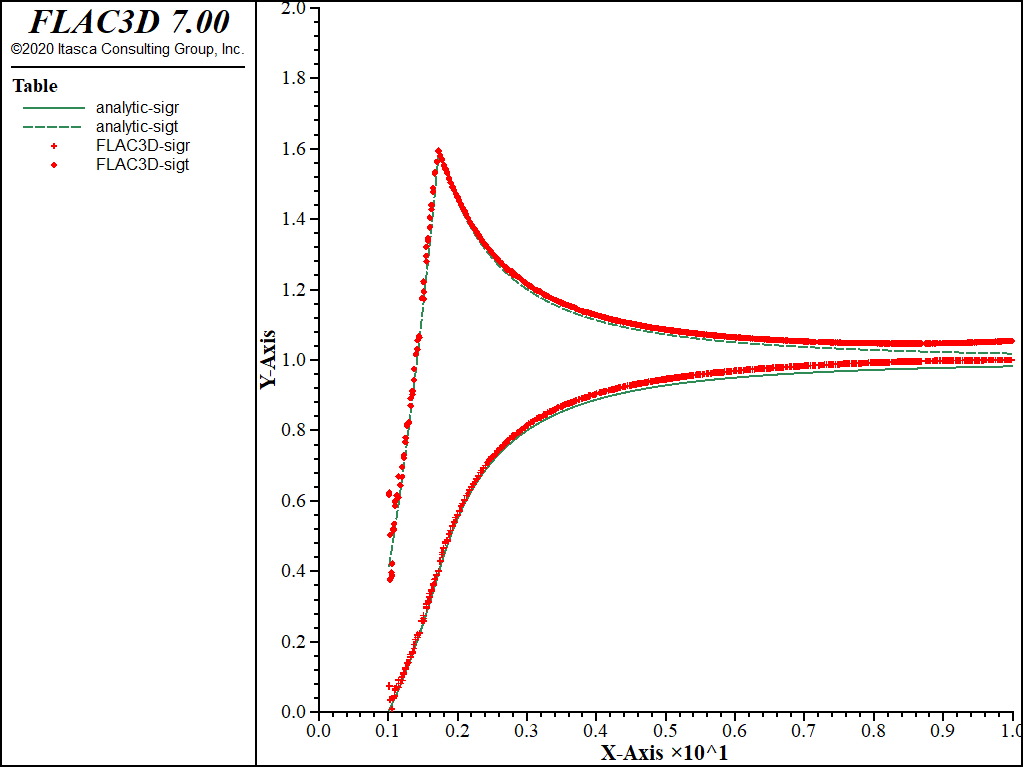 FLAC3D 7.00
©2020 Itasca Consulting Group, Inc.
Table
analytic-sigr
analytic-sigt
FLAC3D-sigr
FLAC3D-sigt
2.0
1.8
1.6
1.4
1.2
1.0
0.8
0.6
0.4
0.2
0.0
Y-Axis
0.0 0.1 0.2 0.3 0.4 0.5 0.6 0.7 0.8 0.9 1.0
X-Axis ×10^1